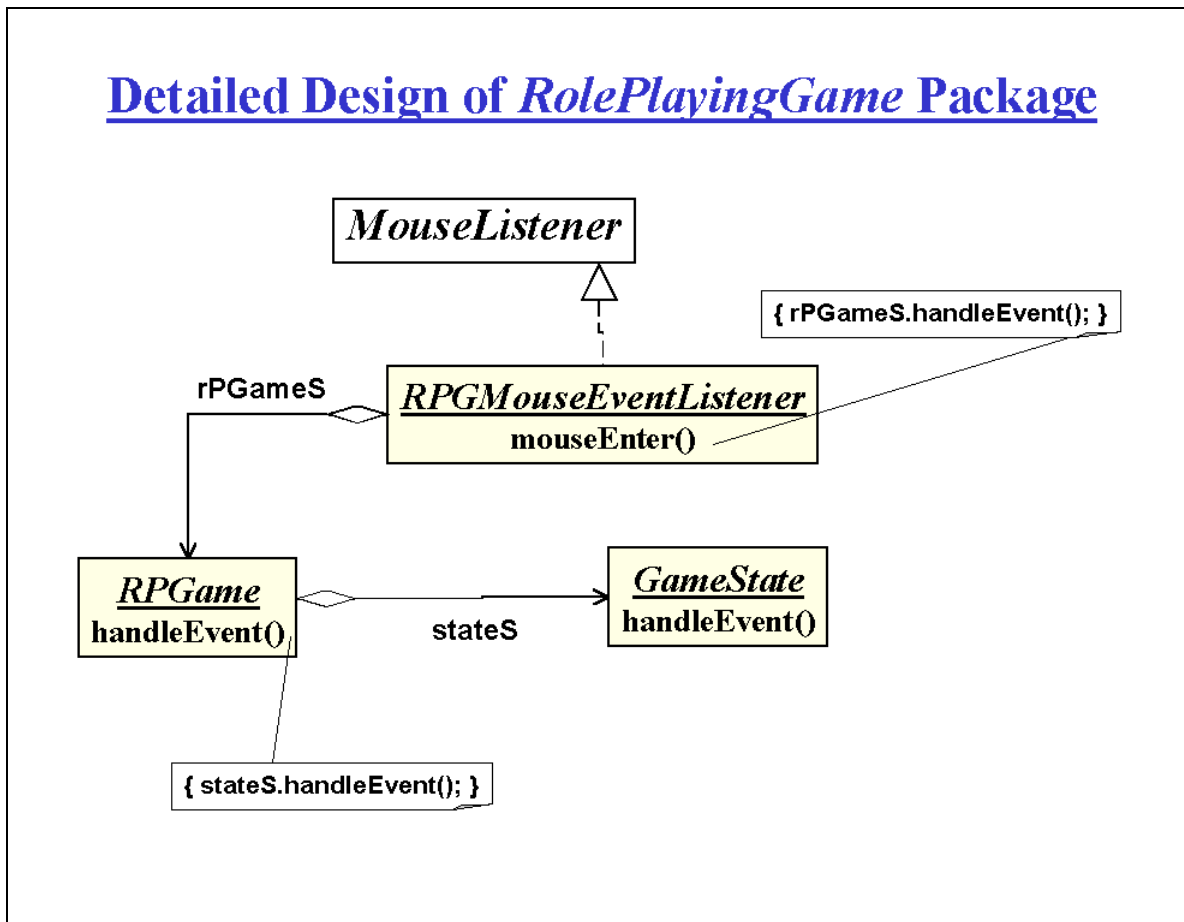 Detailed Design of RolePlayingGame Package
MouseListener
{ rPGameS.handleEvent(); }
rPGameS
RPGMouseEventListener
mouseEnter()
RPGame
handleEvent()
GameState
handleEvent()
stateS
{ stateS.handleEvent(); }